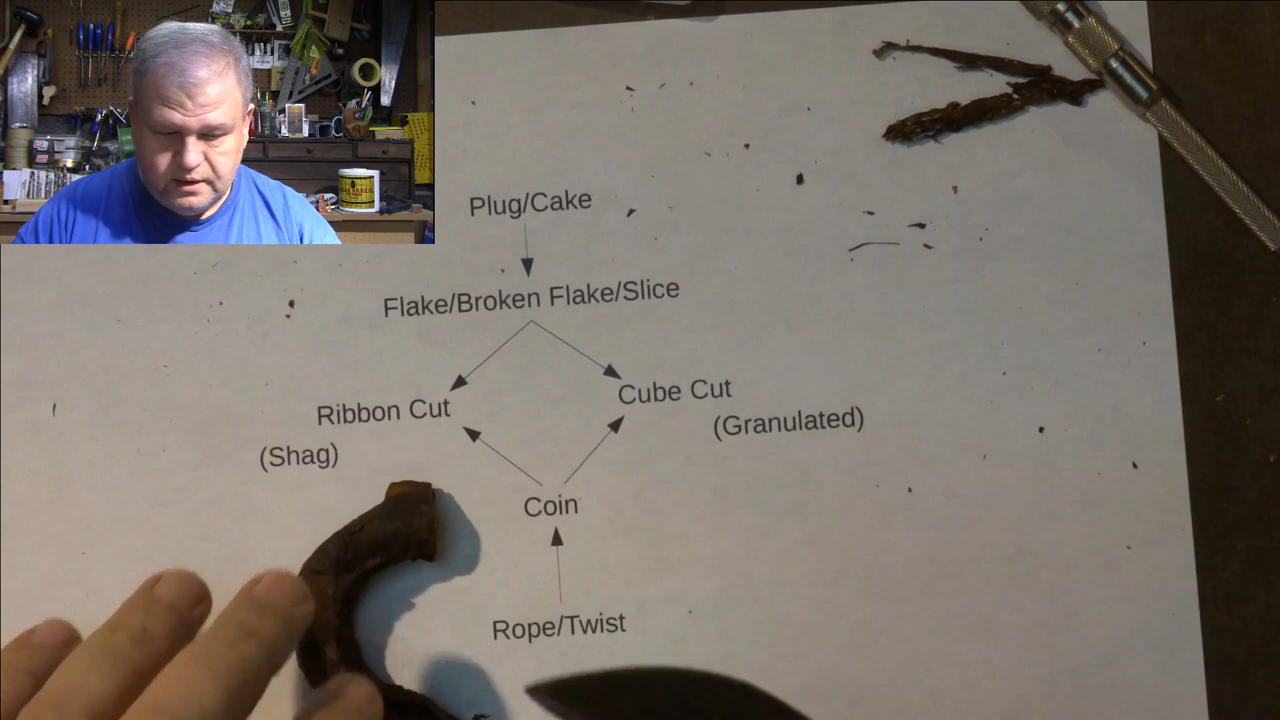 Plug/Cake
Flake/Broken Flake/Slice
Ribbon Cut
Cube Cut
(Shag)
(Granulated)
Coin
Rope/Twist